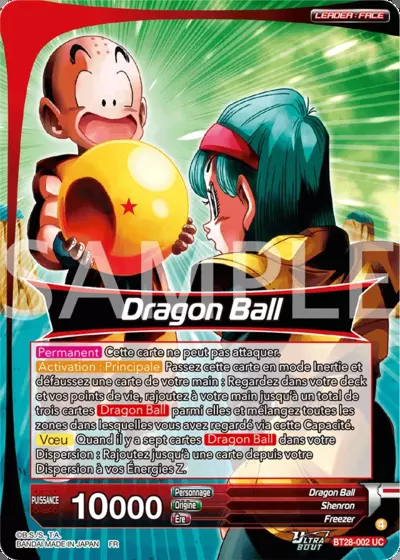 LEADER : FACE
SAMPLE
Dragon Ball
Permanent Cette carte ne peut pas attaquer.
Activation : Principale Passez cette carte en mode Inertie et
défaussez une carte de votre main : Regardez dans votre deck
et vos points de vie, rajoutez à votre main jusqu'à un total de
trois cartes Dragon Ball parmi elles et mélangez toutes les
zones dans lesquelles vous avez regardé via cette Capacité.
Vœu Quand il y a sept cartes Dragon Ball dans votre
Dispersion : Rajoutez jusqu'à une carte depuis votre
Dispersion à vos Énergies Z.
PUISSANCE 10000
Personnage Dragon Ball
Origine Shenron
Ère Freezer
©B.S./S., T.A.
BANDAI MADE IN JAPAN FR
ULTRA BOUT
4
BT28-002 UC